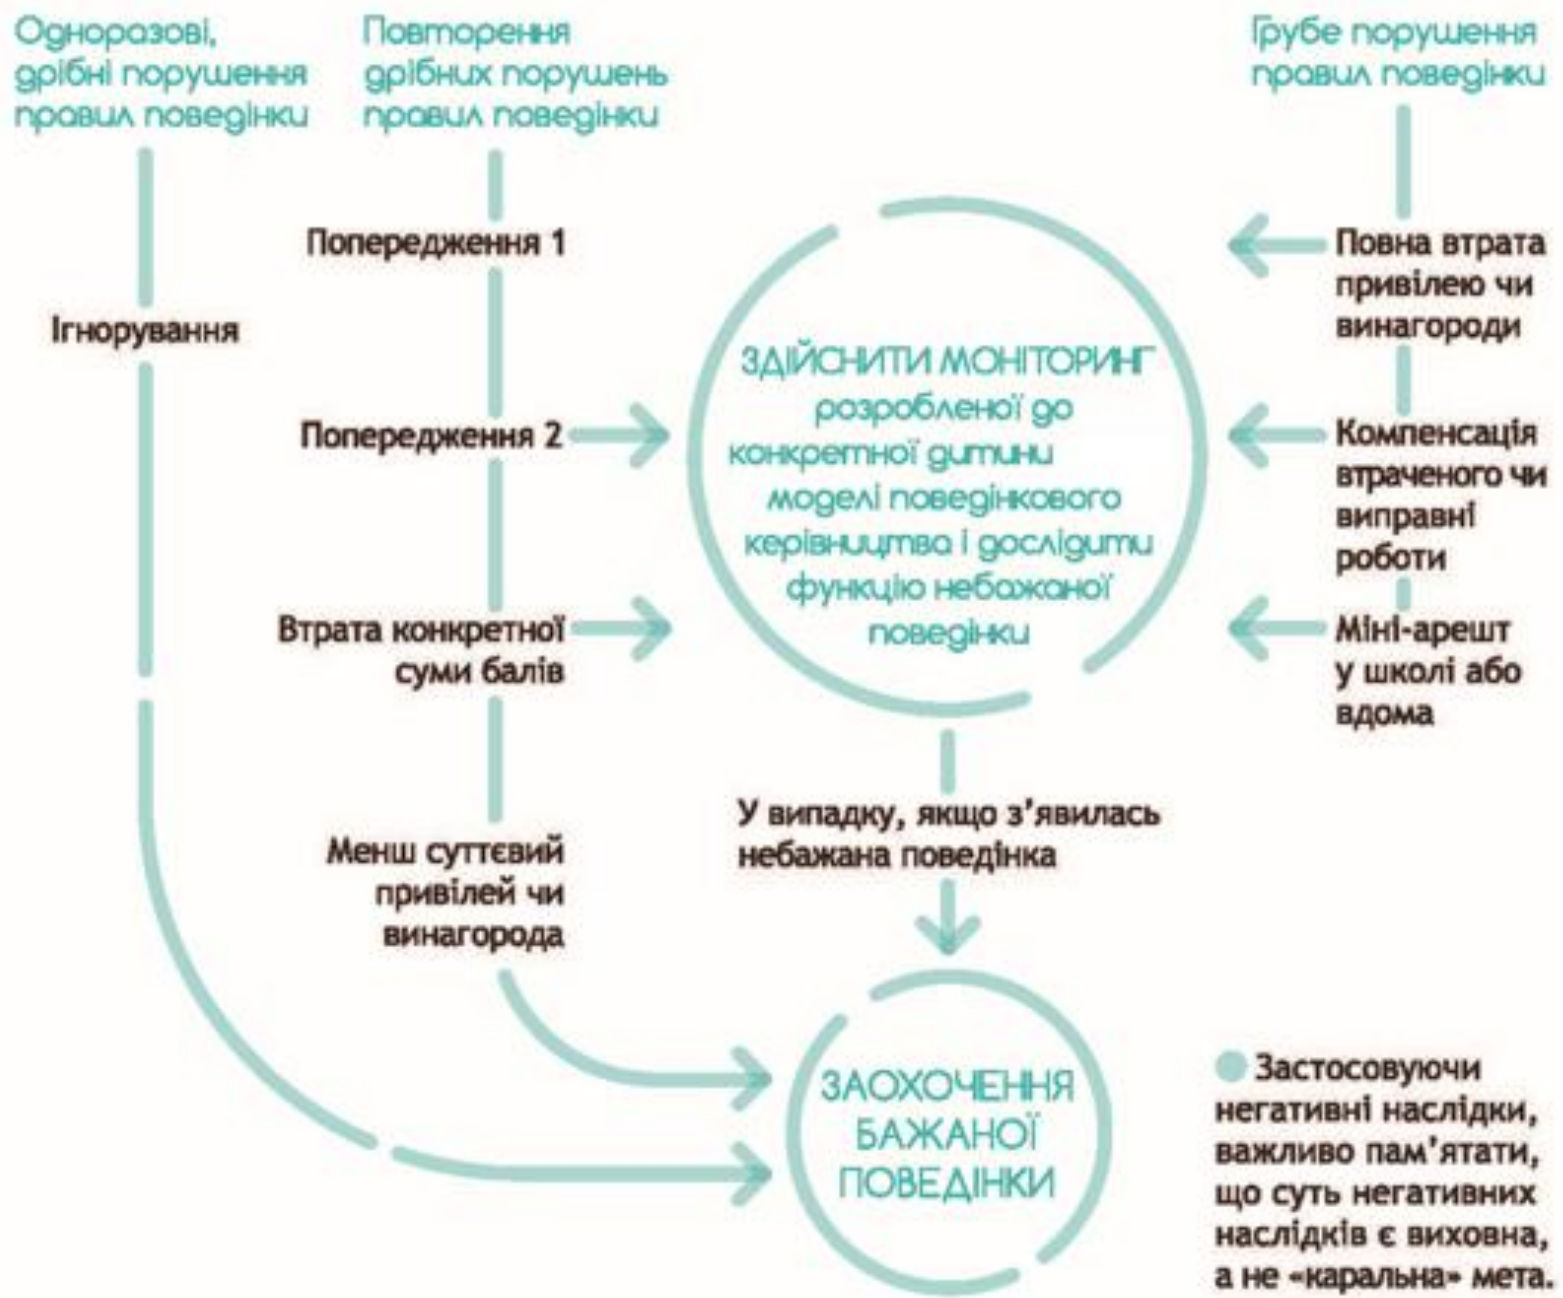 Одноразові,
дрібні порушення
правил поведінки
Повторення
дрібних порушень
правил поведінки
Грубе порушення
правил поведінки
Ігнорування
Попередження 1
Попередження 2
Втрата конкретної
суми балів
Менш суттєвий
привілей чи
винагорода
ЗДІЙСНИТИ МОНІТОРИНГ
розробленої до
конкретної дитини
моделі поведінкового
керівництва і дослідити
функцію небажаної
поведінки
Повна втрата
привілею чи
винагороди
Компенсація
втраченого чи
виправні
роботи
Міні-арешт
у школі або
вдома
У випадку, якщо з’явилась
небажана поведінка
ЗАОХОЧЕННЯ
БАЖАНОЇ
ПОВЕДІНКИ
Застосовуючи
негативні наслідки,
важливо пам’ятати,
що суть негативних
наслідків є виховна,
а не «каральна» мета.